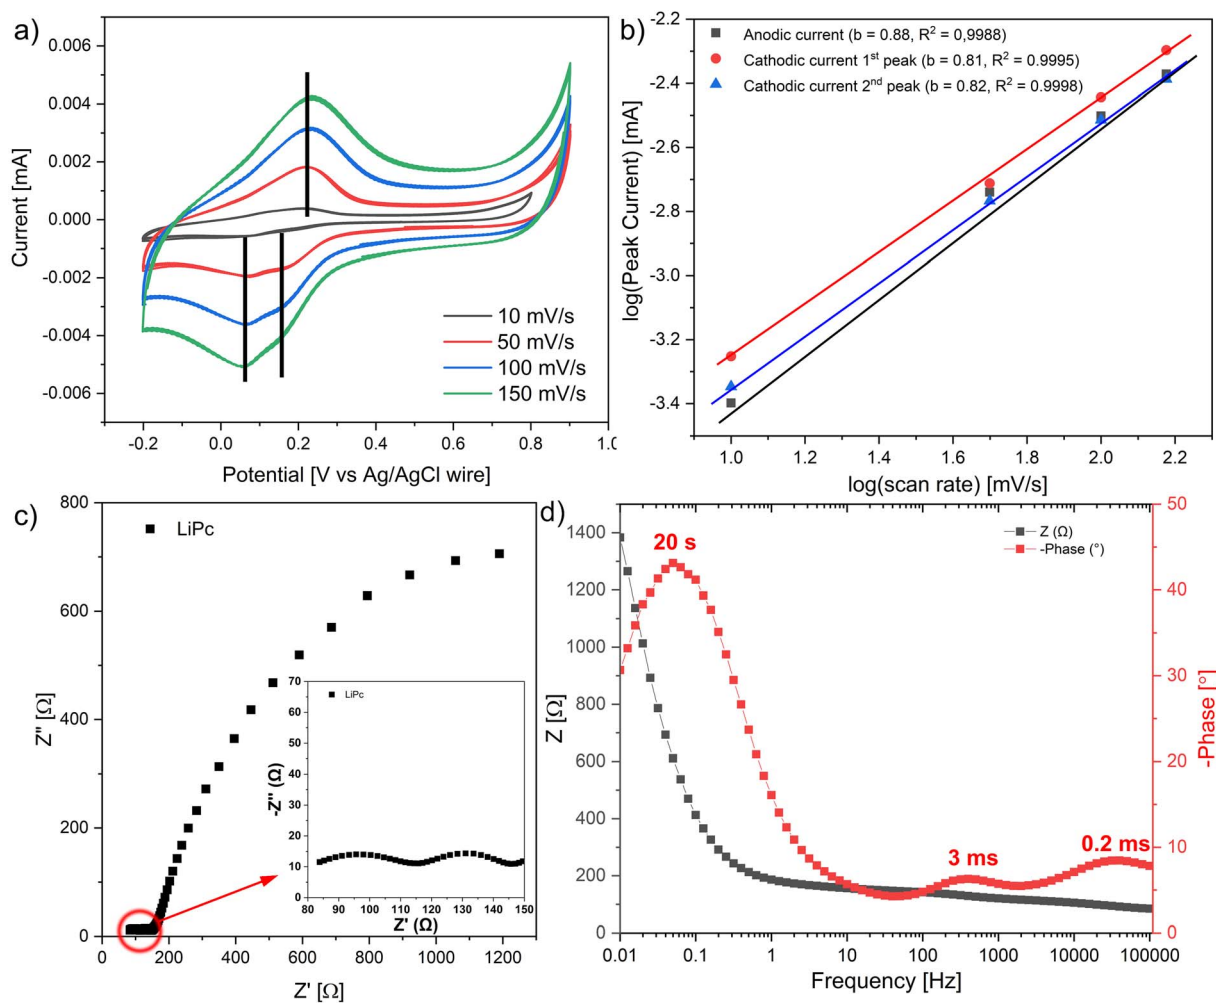 a)
0.006
0.004
0.002
0.000
-0.002
-0.004
-0.006
Current [mA]
10 mV/s
50 mV/s
100 mV/s
150 mV/s
-0.2
0.0
0.2
0.4
0.6
0.8
1.0
Potential [V vs Ag/AgCl wire]
b)
Anodic current (b = 0.88, R² = 0,9988)
Cathodic current 1st peak (b = 0.81, R² = 0.9995)
Cathodic current 2nd peak (b = 0.82, R² = 0.9998)
-2.2
-2.4
-2.6
-2.8
-3.0
-3.2
-3.4
log(Peak Current) [mA]
1.0
1.2
1.4
1.6
1.8
2.0
2.2
log(scan rate) [mV/s]
c)
LiPc
800
600
400
200
0
Z" [Ω]
0
200
400
600
800
1000
1200
Z' [Ω]
LiPc
70
60
50
40
30
20
10
0
-Z" (Ω)
80
90
100
110
120
130
140
150
Z' (Ω)
d)
Z (Ω)
-Phase (°)
20 s
3 ms
0.2 ms
1400
1200
1000
800
600
400
200
0
Z [Ω]
50
40
30
20
10
0
-Phase [°]
0.01
0.1
1
10
100
1000
10000
100000
Frequency [Hz]